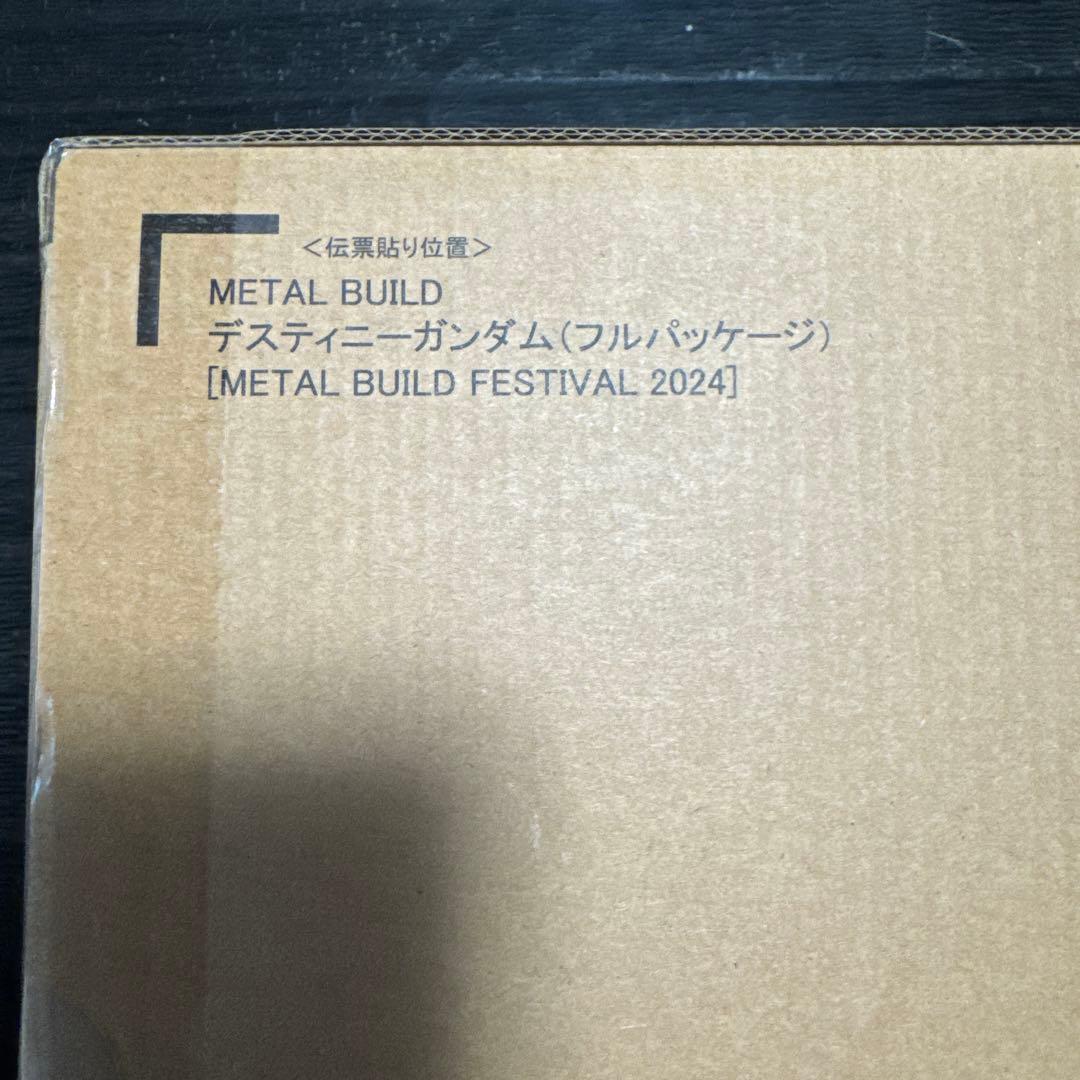 ＜伝票貼り位置＞
METAL BUILD
デスティニーガンダム(フルパッケージ)
[METAL BUILD FESTIVAL 2024]